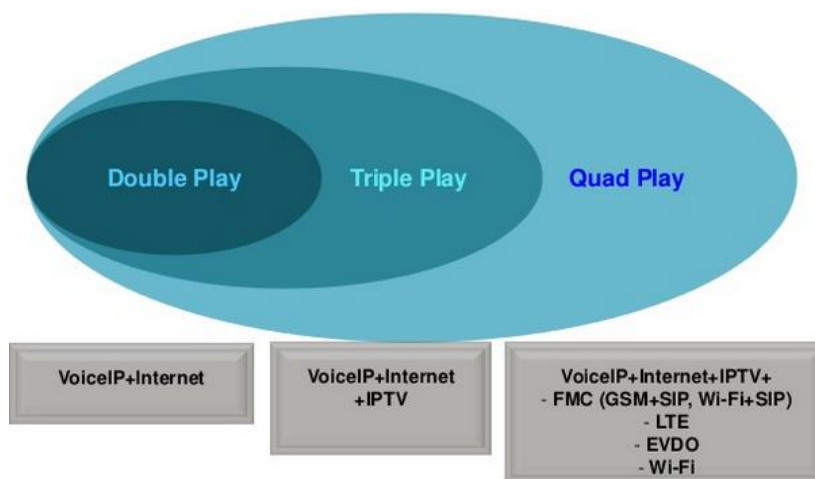 Double Play
Triple Play
Quad Play
VoiceIP+Internet
VoiceIP+Internet
+IPTV
VoiceIP+Internet+IPTV+
- FMC (GSM+SIP, Wi-Fi+SIP)
- LTE
- EVDO
- Wi-Fi